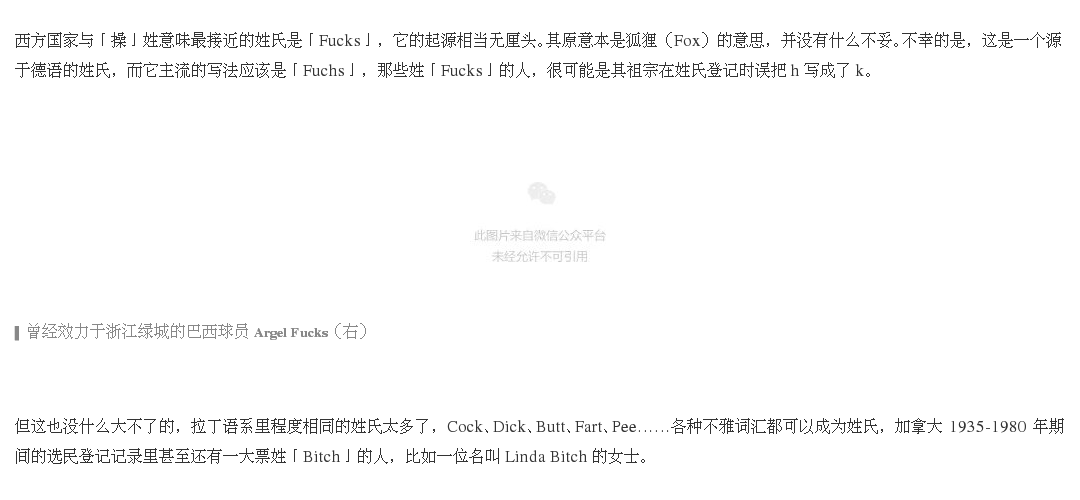 西方国家与「操」姓意味最接近的姓氏是「Fucks」，它的起源相当无厘头。其原意本是狐狸（Fox）的意思，并没有什么不妥。不幸的是，这是一个源
于德语的姓氏，而它主流的写法应该是「Fuchs」，那些姓「Fucks」的人，很可能是其祖宗在姓氏登记时误把 h 写成了 k。
此图片来自微信公众平台
未经允许不可引用
曾经效力于浙江绿城的巴西球员 Argel Fucks（右）
但这也没什么大不了的，拉丁语系里程度相同的姓氏太多了，Cock、Dick、Butt、Fart、Pee……各种不雅词汇都可以成为姓氏，加拿大 1935-1980 年期
间的选民登记记录里甚至还有一大票姓「Bitch」的人，比如一位名叫 Linda Bitch 的女士。